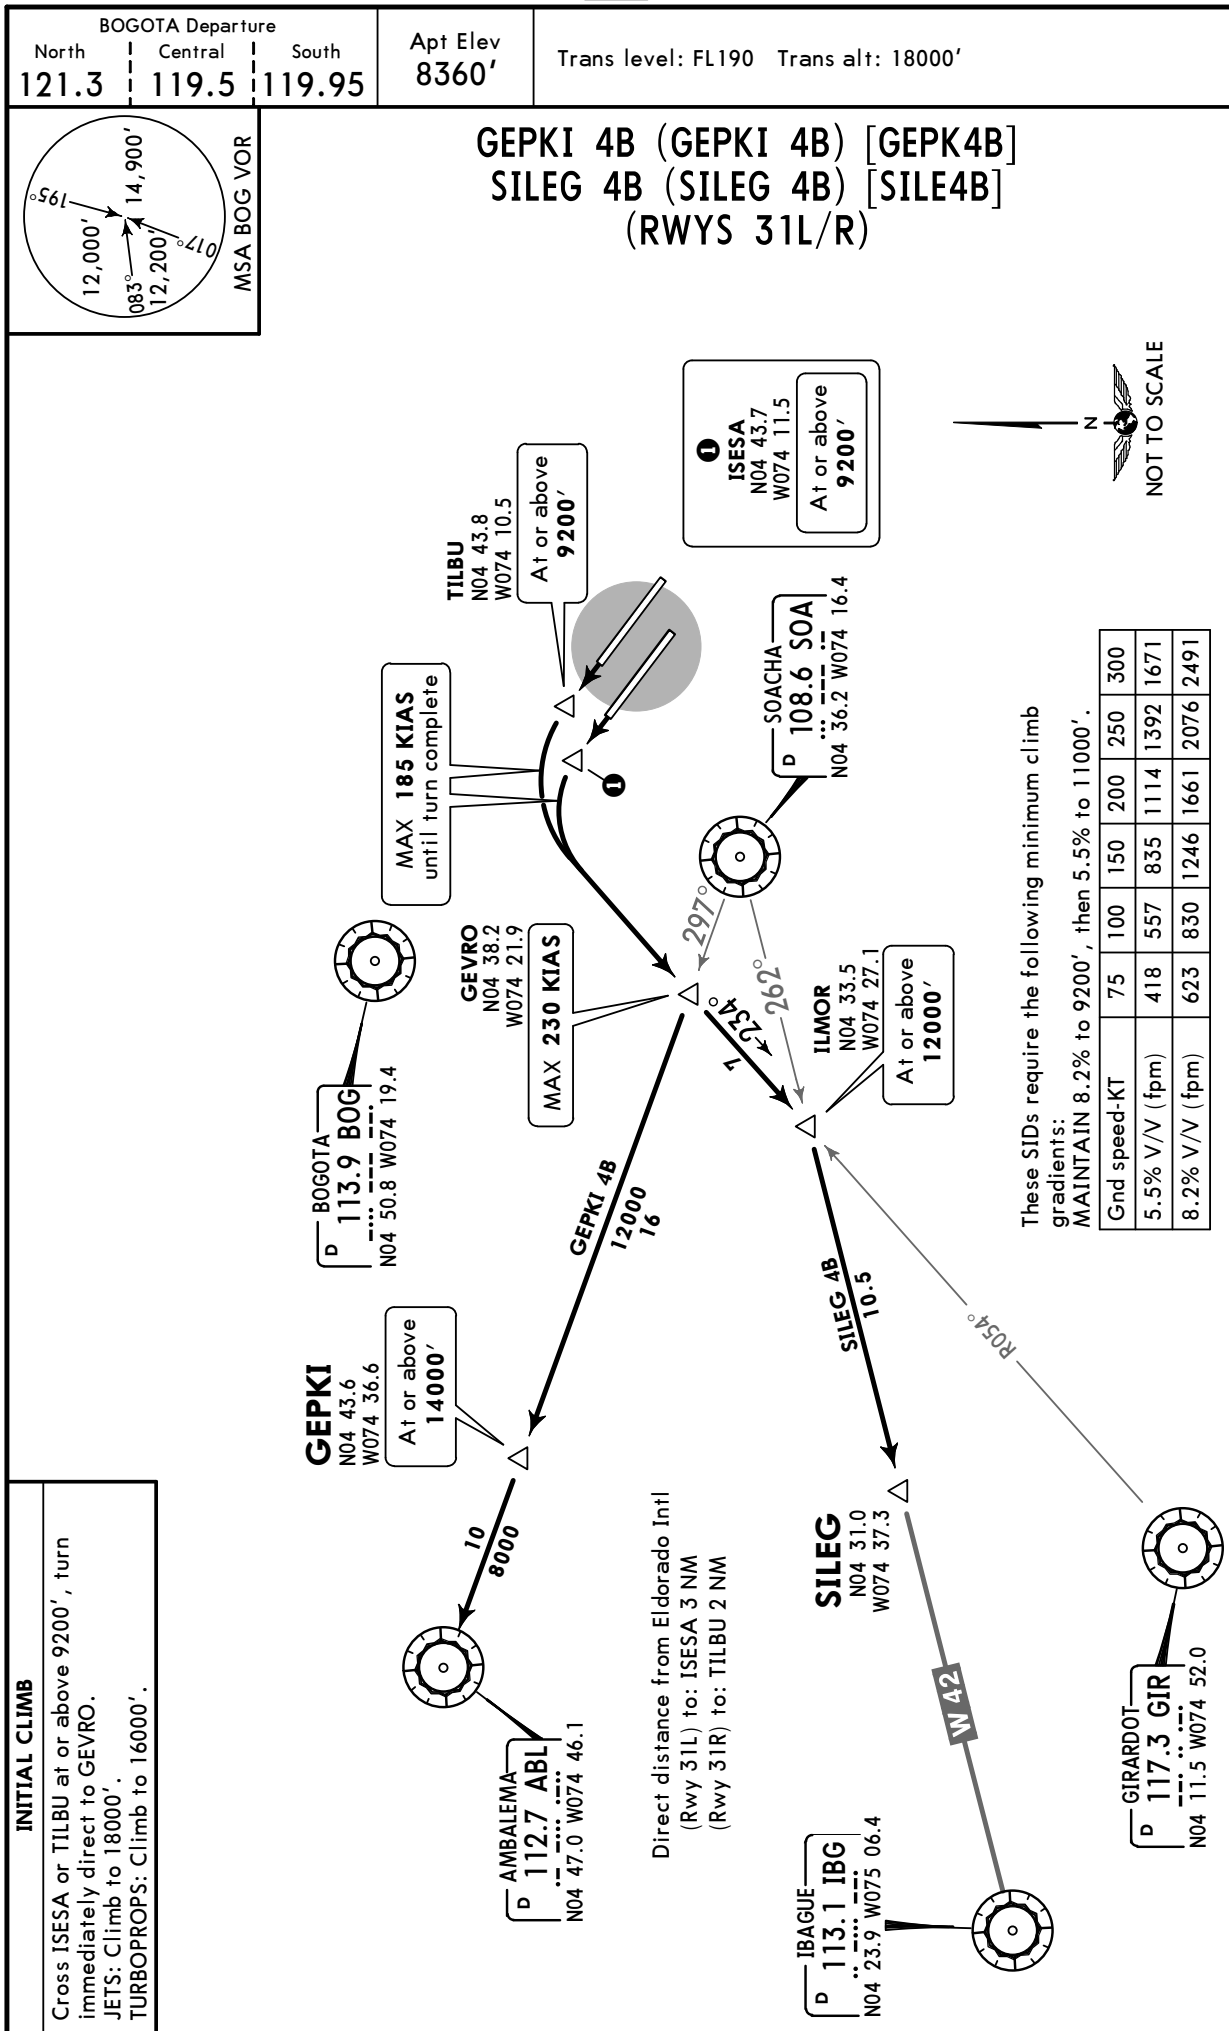 BOGOTA Departure
North Central South
121.3 119.5 119.95
Apt Elev
8360'
Trans level: FL190 Trans alt: 18000'
195°
14,900'
12,000'
017°
083°
12,200'
MSA BOG VOR
GEPKI 4B (GEPKI 4B) [GEPK4B]
SILEG 4B (SILEG 4B) [SILE4B]
(RWYS 31L/R)
1
ISESA
N04 43.7
W074 11.5
At or above
9200'
N
NOT TO SCALE
TILBU
N04 43.8
W074 10.5
At or above
9200'
MAX 185 KIAS
until turn complete
1
SOACHA
D 108.6 SOA
N04 36.2 W074 16.4
297°
262°
BOGOTA
D 113.9 BOG
N04 50.8 W074 19.4
GEVRO
N04 38.2
W074 21.9
MAX 230 KIAS
234°
7
ILMOR
N04 33.5
W074 27.1
At or above
12000'
GEPKI 4B
12000
16
GEPKI
N04 43.6
W074 36.6
At or above
14000'
SILEG 4B
10.5
R054°
10
8000
SILEG
N04 31.0
W074 37.3
W 42
AMBALEMA
D 112.7 ABL
N04 47.0 W074 46.1
Direct distance from Eldorado Intl
(Rwy 31L) to: ISESA 3 NM
(Rwy 31R) to: TILBU 2 NM
IBAGUE
D 113.1 IBG
N04 23.9 W075 06.4
GIRARDOT
D 117.3 GIR
N04 11.5 W074 52.0
These SIDs require the following minimum climb
gradients:
MAINTAIN 8.2% to 9200', then 5.5% to 11000'.
Gnd speed-KT 75 100 150 200 250 300
5.5% V/V (fpm) 418 557 835 1114 1392 1671
8.2% V/V (fpm) 623 830 1246 1661 2076 2491
INITIAL CLIMB
Cross ISESA or TILBU at or above 9200', turn
immediately direct to GEVRO.
JETS: Climb to 18000'.
TURBOPROPS: Climb to 16000'.